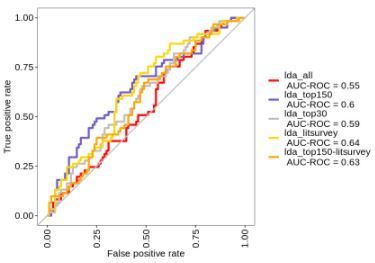 1.00
0.75
0.50
0.25
0.00
True positive rate
0.00
0.25
0.50
0.75
1.00
False positive rate
lda_all
AUC-ROC = 0.55
lda_top150
AUC-ROC = 0.6
lda_top30
AUC-ROC = 0.59
lda_litsurvey
AUC-ROC = 0.64
lda_top150-litsurvey
AUC-ROC = 0.63